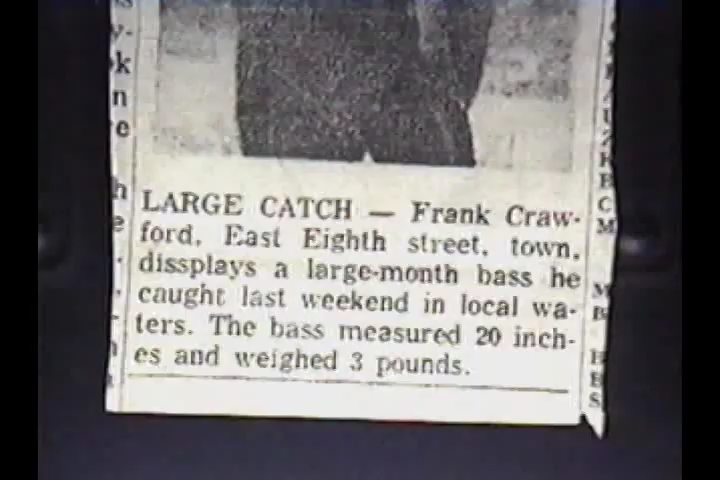 LARGE CATCH — Frank Craw-
ford, East Eighth street, town,
dissplays a large-month bass he
caught last weekend in local wa-
ters. The bass measured 20 inch-
es and weighed 3 pounds.